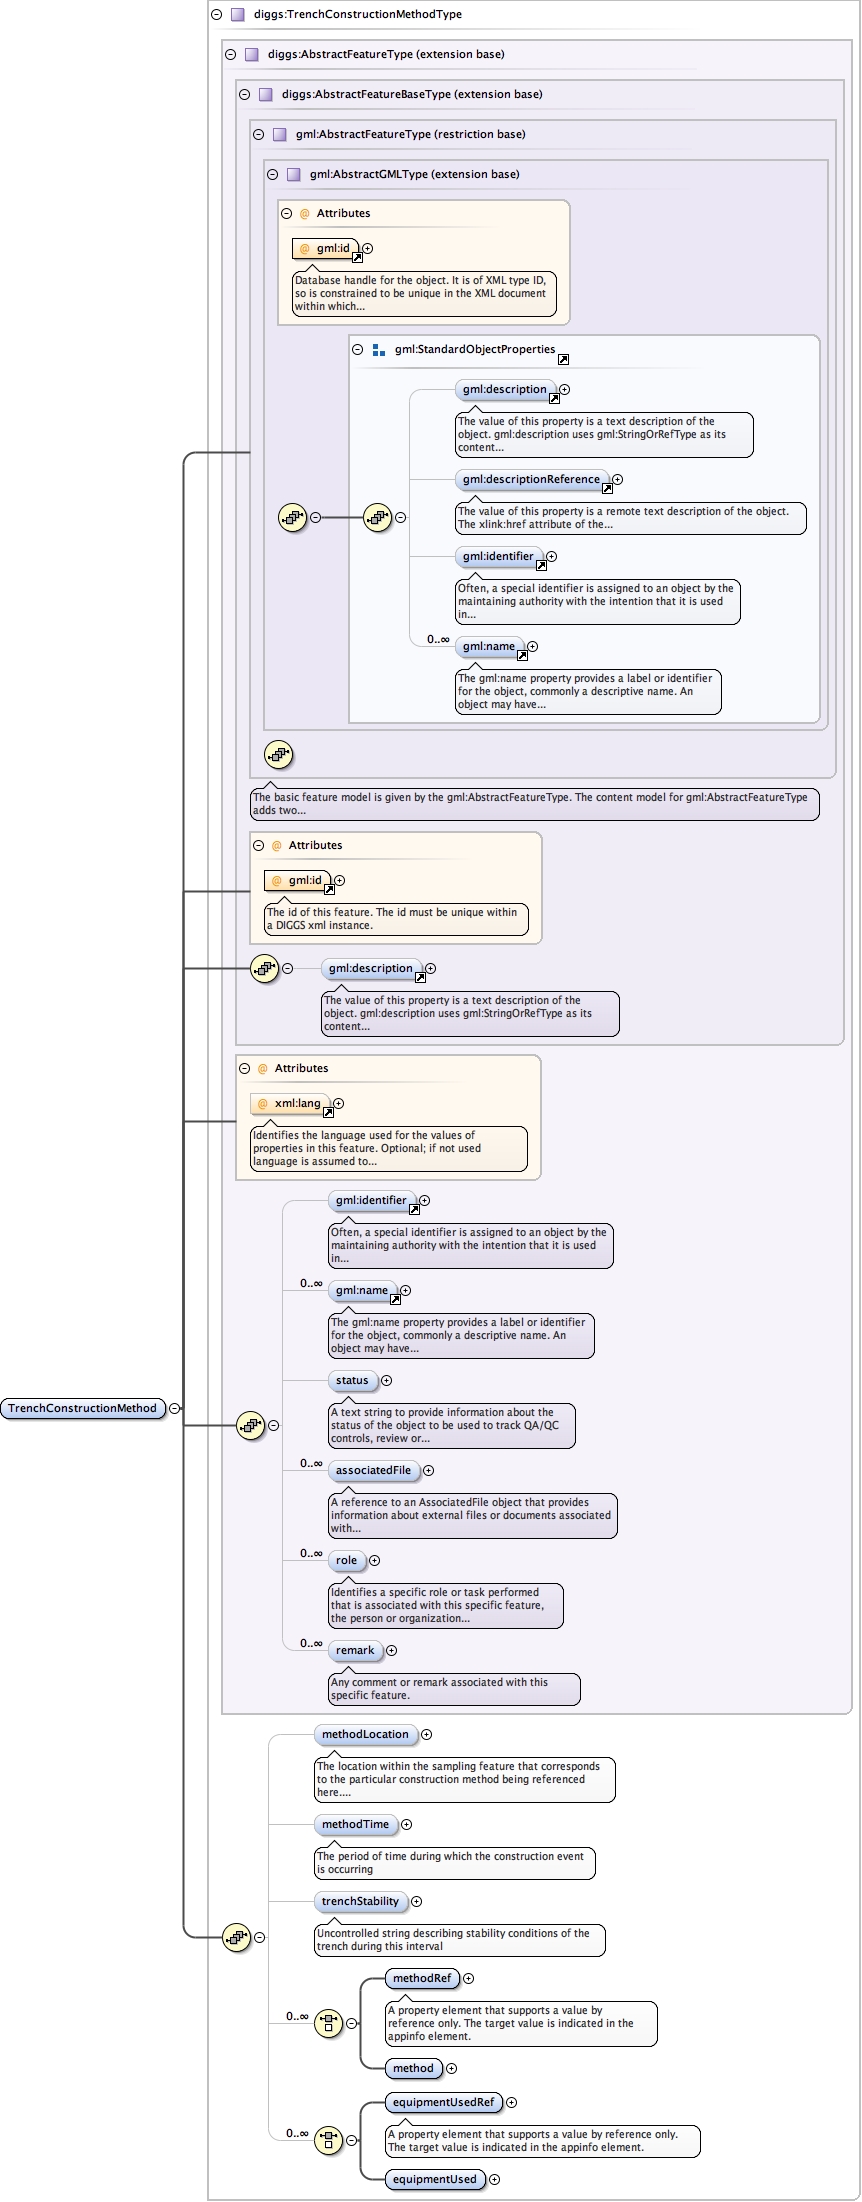 diggs:TrenchConstructionMethodType
diggs:AbstractFeatureType (extension base)
diggs:AbstractFeatureBaseType (extension base)
gml:AbstractFeatureType (restriction base)
gml:AbstractGMLType (extension base)
@ Attributes
@ gml:id
Database handle for the object. It is of XML type ID,
so is constrained to be unique in the XML document
within which...
gml:StandardObjectProperties
gml:description
The value of this property is a text description of the
object. gml:description uses gml:StringOrRefType as its
content...
gml:descriptionReference
The value of this property is a remote text description of the object.
The xlink:href attribute of the...
gml:identifier
Often, a special identifier is assigned to an object by the
maintaining authority with the intention that it is used
in...
0..∞
gml:name
The gml:name property provides a label or identifier
for the object, commonly a descriptive name. An
object may have...
The basic feature model is given by the gml:AbstractFeatureType. The content model for gml:AbstractFeatureType
adds two...
@ Attributes
@ gml:id
The id of this feature. The id must be unique within
a DIGGS xml instance.
gml:description
The value of this property is a text description of the
object. gml:description uses gml:StringOrRefType as its
content...
@ Attributes
@ xml:lang
Identifies the language used for the values of
properties in this feature. Optional; if not used
language is assumed to...
gml:identifier
Often, a special identifier is assigned to an object by the
maintaining authority with the intention that it is used
in...
0..∞
gml:name
The gml:name property provides a label or identifier
for the object, commonly a descriptive name. An
object may have...
status
A text string to provide information about the
status of the object to be used to track QA/QC
controls, review or...
TrenchConstructionMethod
0..∞
associatedFile
A reference to an AssociatedFile object that provides
information about external files or documents associated
with...
0..∞
role
Identifies a specific role or task performed
that is associated with this specific feature,
the person or organization...
0..∞
remark
Any comment or remark associated with this
specific feature.
methodLocation
The location within the sampling feature that corresponds
to the particular construction method being referenced
here....
methodTime
The period of time during which the construction event
is occurring
trenchStability
Uncontrolled string describing stability conditions of the
trench during this interval
0..∞
methodRef
A property element that supports a value by
reference only. The target value is indicated in the
appinfo element.
method
0..∞
equipmentUsedRef
A property element that supports a value by reference only.
The target value is indicated in the appinfo element.
equipmentUsed